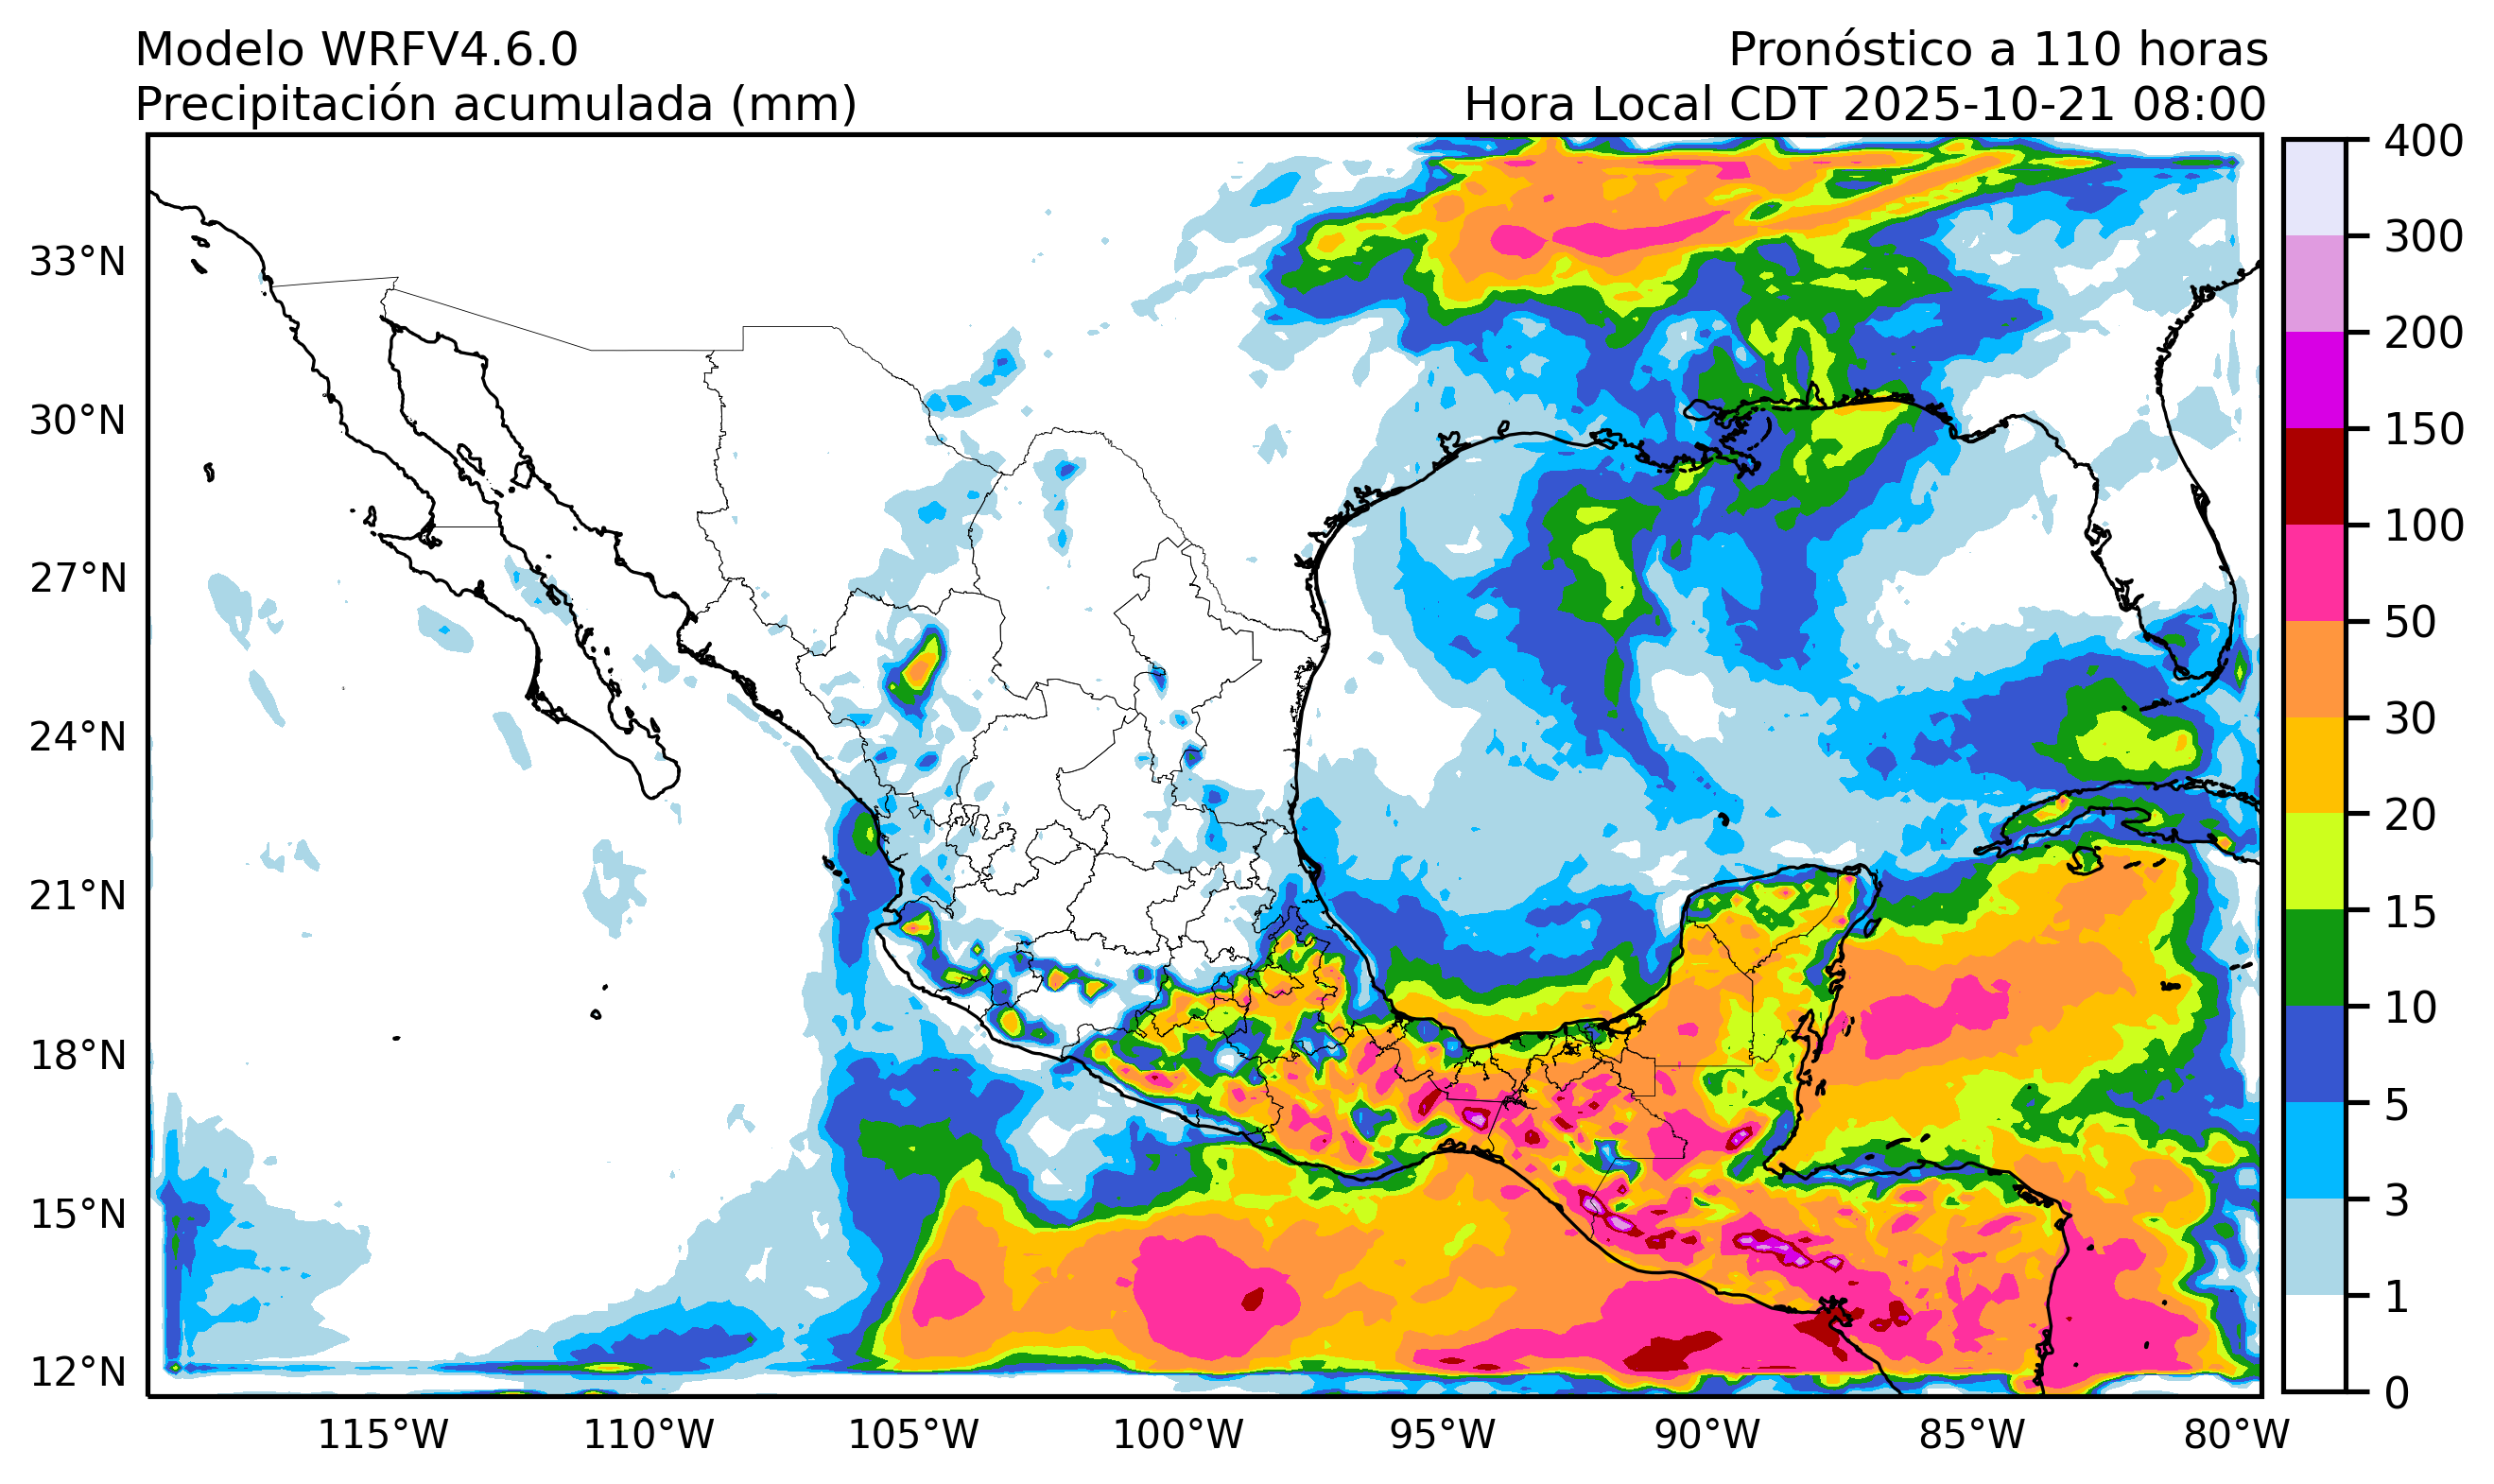 Modelo WRFV4.6.0
Pronóstico a 110 horas
Precipitación acumulada (mm)
Hora Local CDT 2025-10-21 08:00
33°N
30°N
27°N
24°N
21°N
18°N
15°N
12°N
115°W
110°W
105°W
100°W
95°W
90°W
85°W
80°W
400
300
200
150
100
50
30
20
15
10
5
3
1
0